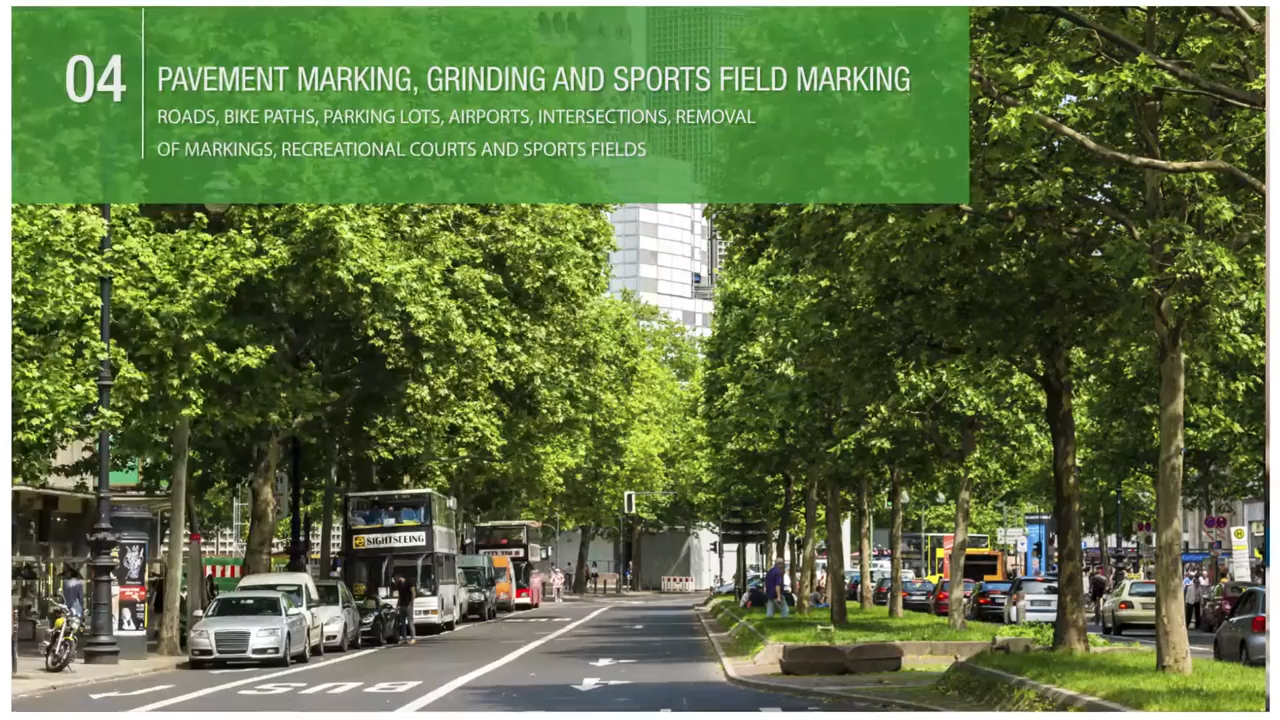 04
PAVEMENT MARKING, GRINDING AND SPORTS FIELD MARKING
ROADS, BIKE PATHS, PARKING LOTS, AIRPORTS, INTERSECTIONS, REMOVAL
OF MARKINGS, RECREATIONAL COURTS AND SPORTS FIELDS
SIGHTSEEING
H
BUS